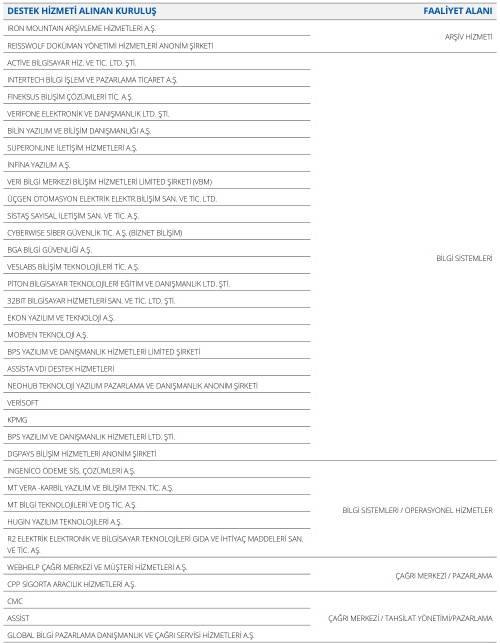 DESTEK HİZMETİ ALINAN KURULUŞ FAALİYET ALANI
IRON MOUNTAIN ARŞİVLEME HİZMETLERİ A.Ş.
ARŞİV HİZMETİ
REISSWOLF DOKÜMAN YÖNETİMİ HİZMETLERİ ANONİM ŞİRKETİ
ACTİVE BİLGİSAYAR HİZ. VE TİC. LTD. ŞTİ.
INTERTECH BİLGİ İŞLEM VE PAZARLAMA TİCARET A.Ş.
FİNEKSUS BİLİŞİM ÇÖZÜMLERİ TİC. A.Ş.
VERİFONE ELEKTRONİK VE DANIŞMANLIK LTD. ŞTİ.
BİLİN YAZILIM VE BİLİŞİM DANIŞMANLIĞI A.Ş.
SUPERONLINE İLETİŞİM HİZMETLERİ A.Ş.
İNFİNA YAZILIM A.Ş.
VERİ BİLGİ MERKEZİ BİLİŞİM HİZMETLERİ LİMİTED ŞİRKETİ (VBM)
ÜÇGEN OTOMASYON ELEKTRİK ELEKTR.BİLİŞİM SAN. VE TİC. LTD.
SİSTAŞ SAYISAL İLETİŞİM SAN. VE TİC. A.Ş.
CYBERWİSE SİBER GÜVENLİK TİC. A.Ş. (BİZNET BİLİŞİM)
BGA BİLGİ GÜVENLİĞİ A.Ş.
BİLGİ SİSTEMLERİ
VESLABS BİLİŞİM TEKNOLOJİLERİ TİC. A.Ş.
PİTON BİLGİSAYAR TEKNOLOJİLERİ EĞİTİM VE DANIŞMANLIK LTD. ŞTİ.
32BIT BİLGİSAYAR HİZMETLERİ SAN. VE TİC. LTD. ŞTİ.
EKON YAZILIM VE TEKNOLOJİ A.Ş.
MOBVEN TEKNOLOJİ A.Ş.
BPS YAZILIM VE DANIŞMANLIK HİZMETLERİ LİMİTED ŞİRKETİ
ASSİSTA VDI DESTEK HİZMETLERİ
NEOHUB TEKNOLOJİ YAZILIM PAZARLAMA VE DANIŞMANLIK ANONİM ŞİRKETİ
VERİSOFT
KPMG
BPS YAZILIM VE DANIŞMANLIK HİZMETLERİ LTD. ŞTİ.
DGPAYS BİLİŞİM HİZMETLERİ ANONİM ŞİRKETİ
INGENİCO ÖDEME SİS. ÇÖZÜMLERİ A.Ş.
MT VERA -KARBİL YAZILIM VE BİLİŞİM TEKN. TİC. A.Ş.
MT BİLGİ TEKNOLOJİLERİ VE DIŞ TİC. A.Ş.
BİLGİ SİSTEMLERİ / OPERASYONEL HİZMETLER
HUGIN YAZILIM TEKNOLOJİLERİ A.Ş.
R2 ELEKTRİK ELEKTRONİK VE BİLGİSAYAR TEKNOLOJİLERİ GIDA VE İHTİYAÇ MADDELERİ SAN.
VE TİC. AŞ.
WEBHELP ÇAĞRI MERKEZİ VE MÜŞTERİ HİZMETLERİ A.Ş.
ÇAĞRI MERKEZİ / PAZARLAMA
CPP SİGORTA ARACILIK HİZMETLERİ A.Ş.
CMC
ASSİST ÇAĞRI MERKEZİ / TAHSİLAT YÖNETİMİ/PAZARLAMA
GLOBAL BİLGİ PAZARLAMA DANIŞMANLIK VE ÇAĞRI SERVİSİ HİZMETLERİ A.Ş.